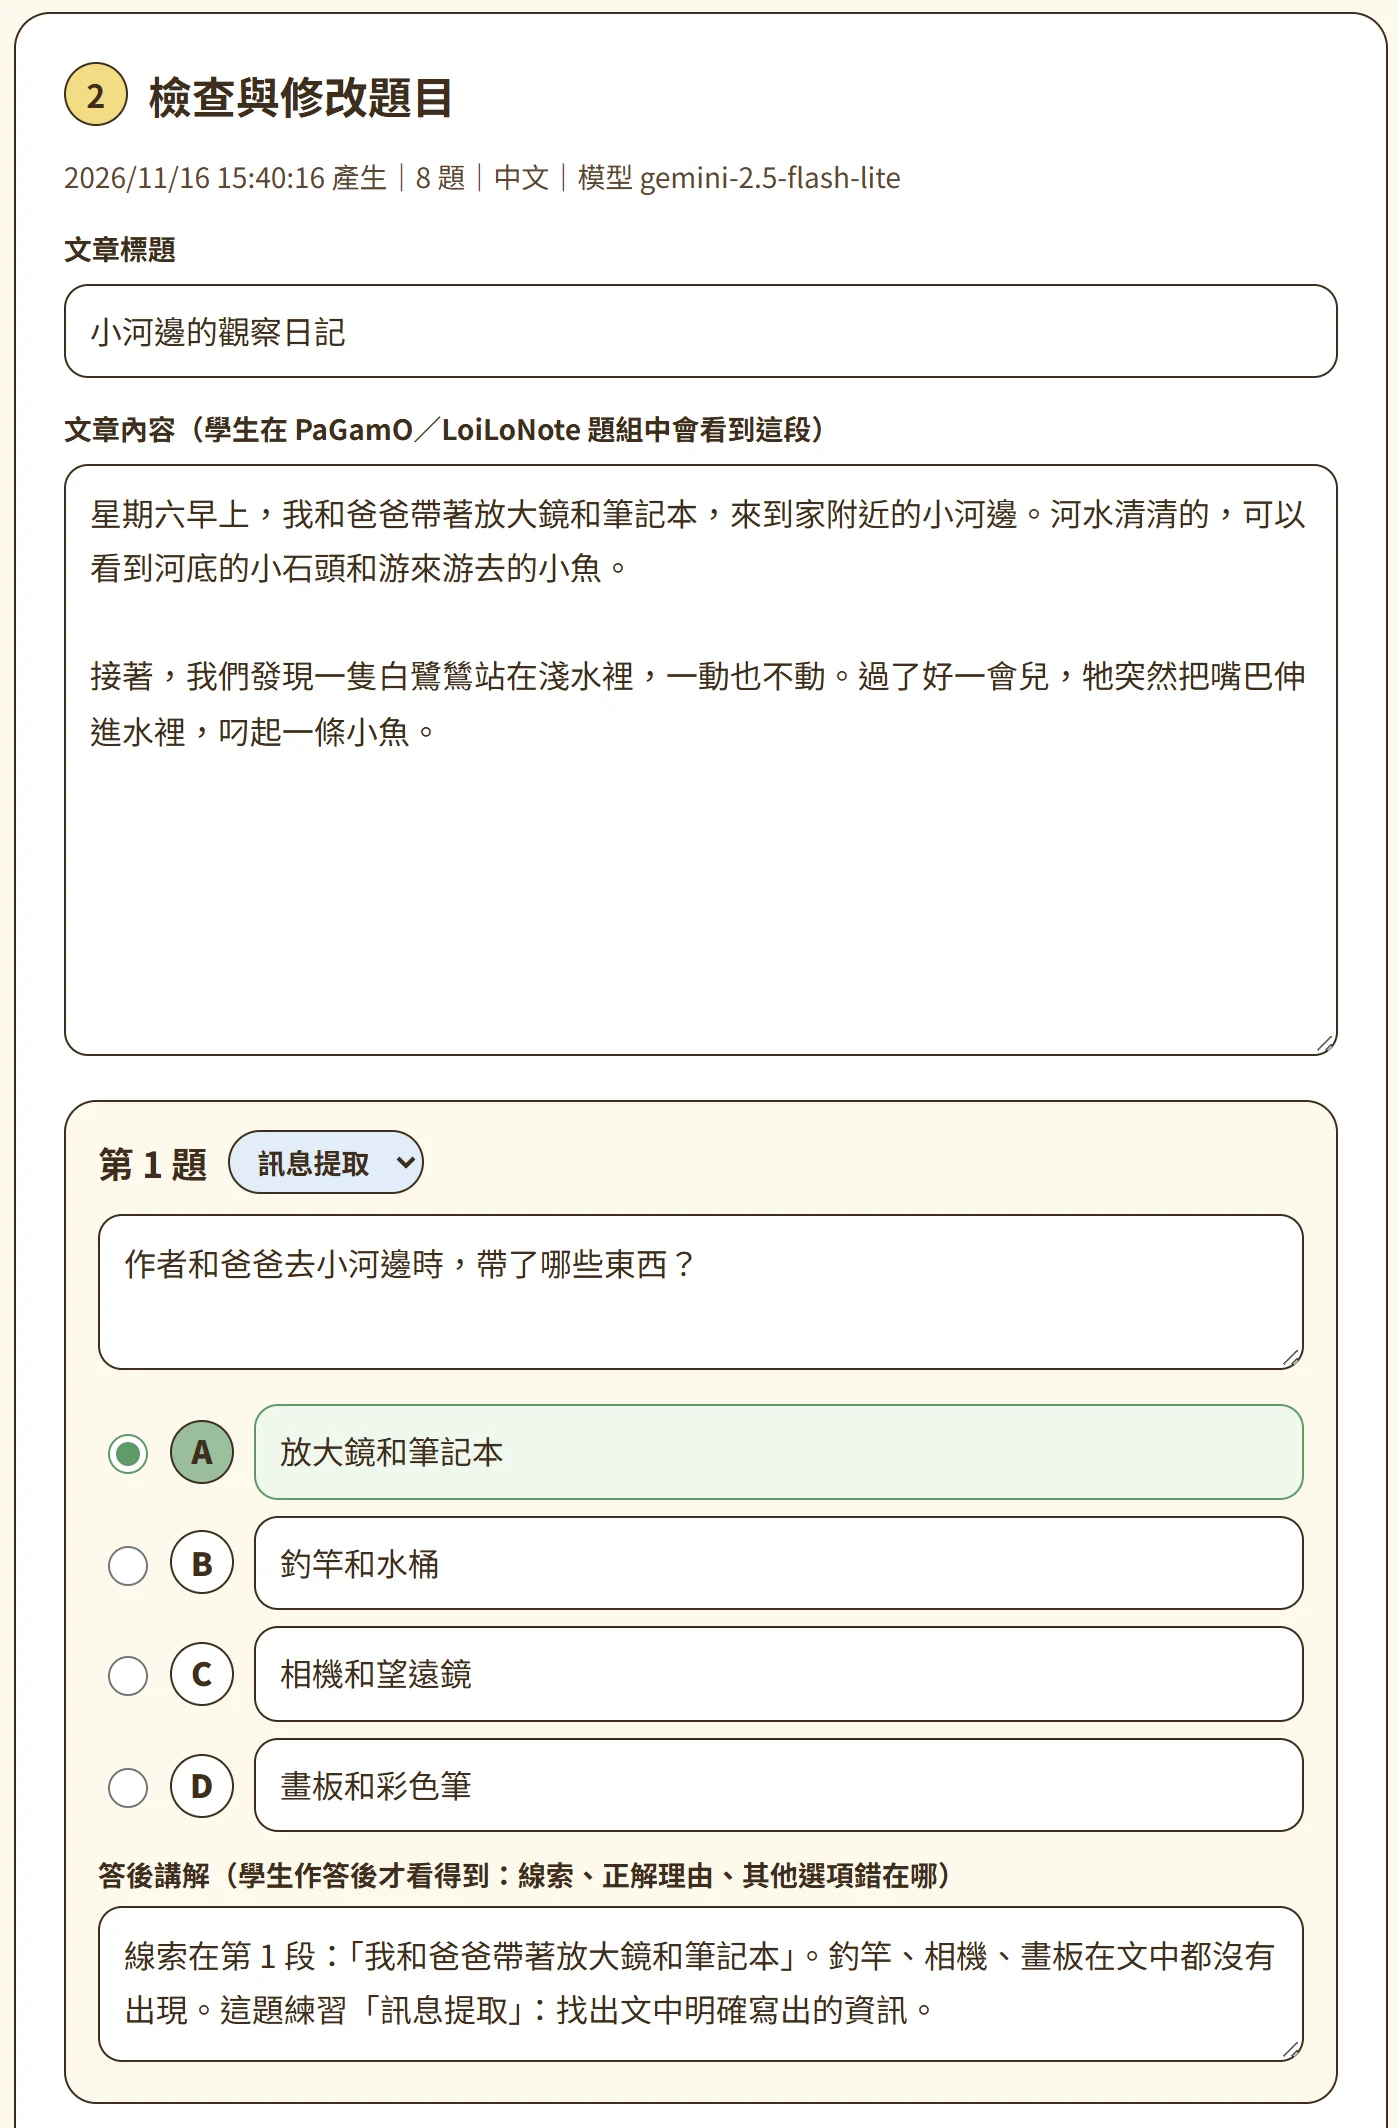 2 檢查與修改題目
2026/11/16 15:40:16 產生｜8 題｜中文｜模型 gemini-2.5-flash-lite
文章標題
小河邊的觀察日記
文章內容（學生在 PaGamO／LoiLoNote 題組中會看到這段）
星期六早上，我和爸爸帶著放大鏡和筆記本，來到家附近的小河邊。河水清清的，可以
看到河底的小石頭和游來游去的小魚。
接著，我們發現一隻白鷺鷥站在淺水裡，一動也不動。過了好一會兒，牠突然把嘴巴伸
進水裡，叼起一條小魚。
第 1 題 訊息提取
作者和爸爸去小河邊時，帶了哪些東西？
A 放大鏡和筆記本
B 釣竿和水桶
C 相機和望遠鏡
D 畫板和彩色筆
答後講解（學生作答後才看得到：線索、正解理由、其他選項錯在哪）
線索在第 1 段：「我和爸爸帶著放大鏡和筆記本」。釣竿、相機、畫板在文中都沒有
出現。這題練習「訊息提取」：找出文中明確寫出的資訊。